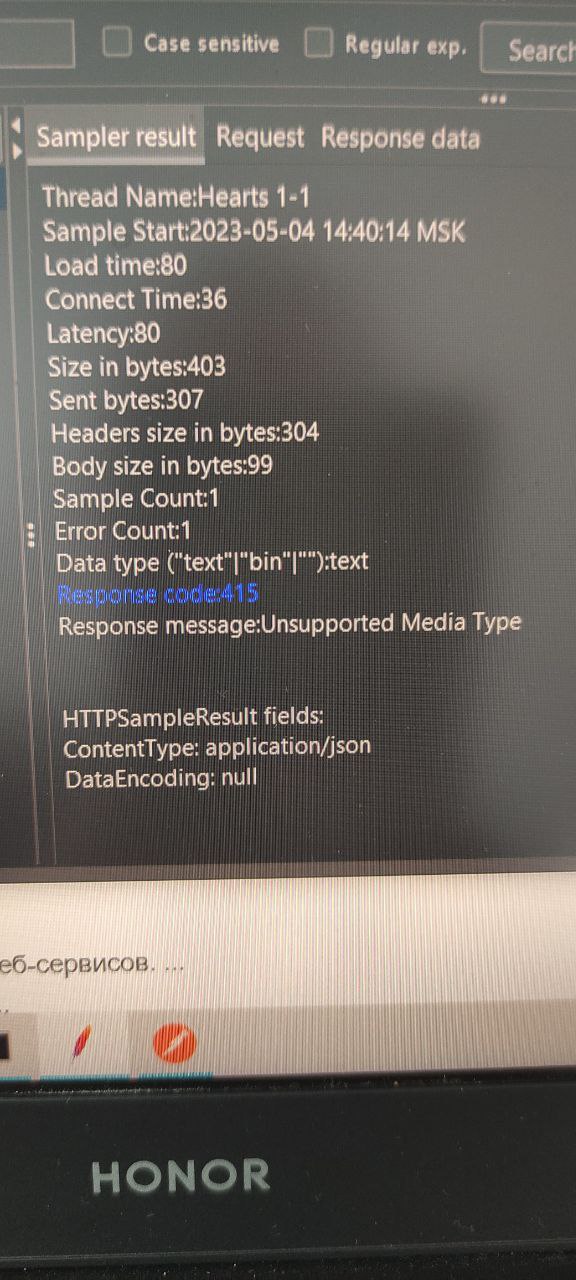 Case sensitive
Regular exp.
Search
Sampler result
Request
Response data
Thread Name:Hearts 1-1
Sample Start:2023-05-04 14:40:14 MSK
Load time:80
Connect Time:36
Latency:80
Size in bytes:403
Sent bytes:307
Headers size in bytes:304
Body size in bytes:99
Sample Count:1
Error Count:1
Data type ("text"|"bin"|""):text
Response code:415
Response message:Unsupported Media Type
HTTPSampleResult fields:
ContentType: application/json
DataEncoding: null
еб-сервисов. ...
HONOR